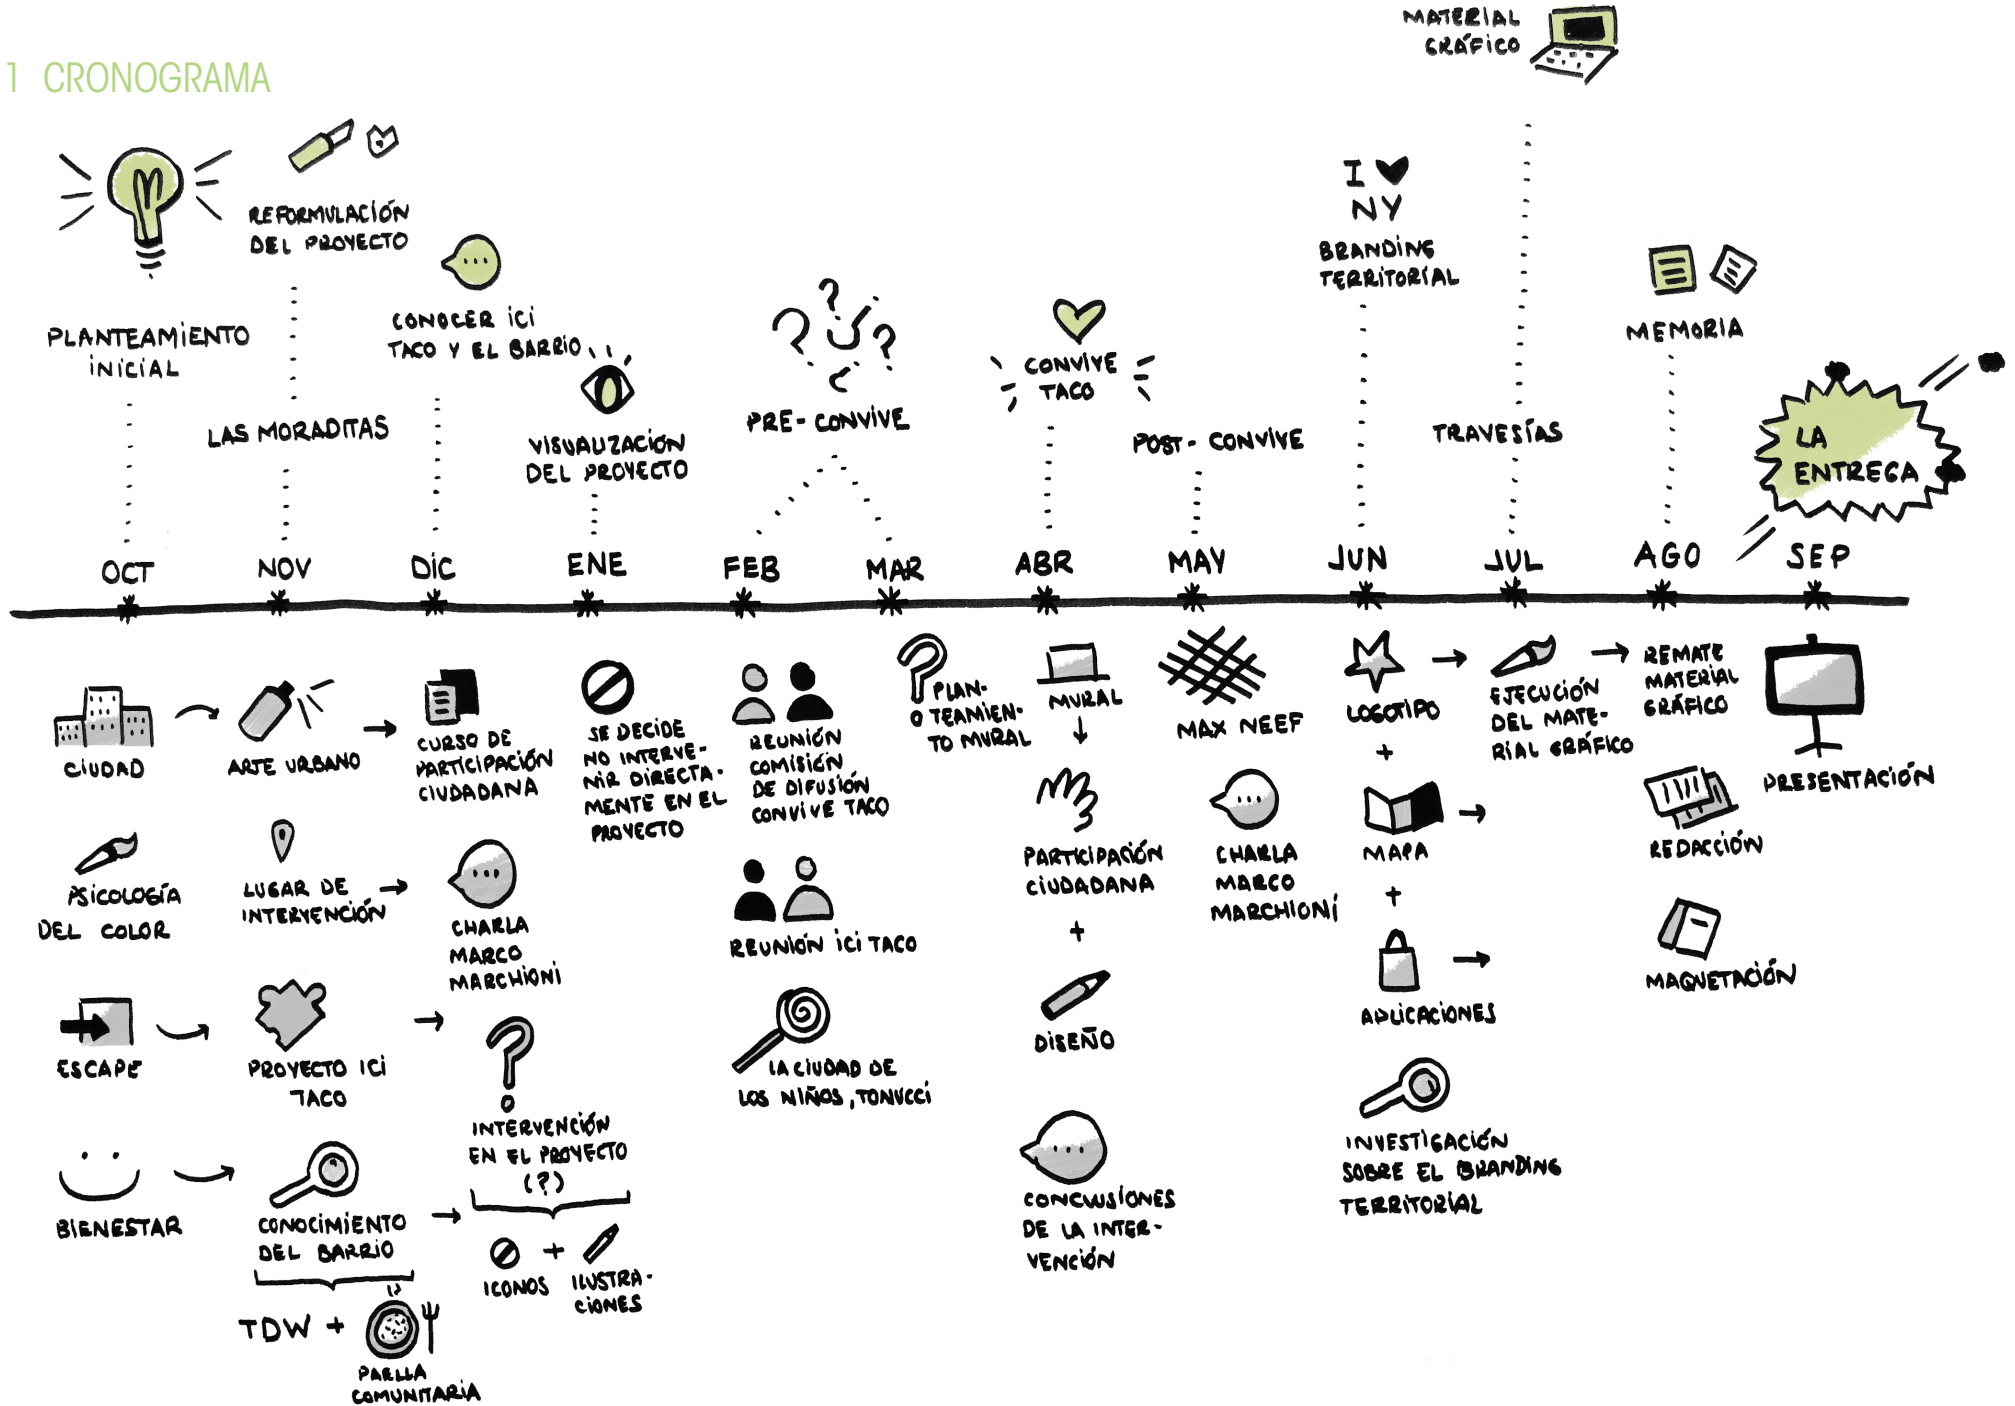 1 CRONOGRAMA
MATERIAL
GRÁFICO
REFORMULACIÓN
DEL PROYECTO
I ♥
NY
BRANDING
TERRITORIAL
PLANTEAMIENTO
INICIAL
CONOCER ICI
TACO Y EL BARRIO
MEMORIA
LAS MORADITAS
VISUALIZACIÓN
DEL PROYECTO
PRE-CONVIVE
CONVIVE
TACO
POST-CONVIVE
TRAVESÍAS
LA
ENTREGA
OCT NOV DIC ENE FEB MAR ABR MAY JUN JUL AGO SEP
CIUDAD
PSICOLOGÍA
DEL COLOR
ESCAPE
BIENESTAR
ARTE URBANO
LUGAR DE
INTERVENCIÓN
PROYECTO ICI
TACO
CONOCIMIENTO
DEL BARRIO
TDW +
PAELLA
COMUNITARIA
CURSO DE
PARTICIPACIÓN
CIUDADANA
CHARLA
MARCO
MARCHIONI
?
INTERVENCIÓN
EN EL PROYECTO
(?)
+
ICONOS
ILUSTRA-
CIONES
SE DECIDE
NO INTERVE-
NIR DIRECTA-
MENTE EN EL
PROYECTO
REUNIÓN
COMISIÓN
DE DIFUSIÓN
CONVIVE TACO
REUNIÓN ICI TACO
LA CIUDAD DE
LOS NIÑOS, TONUCCI
?
PLAN-
TEAMIEN-
TO MURAL
MURAL
PARTICIPACIÓN
CIUDADANA
+
DISEÑO
CONCLUSIONES
DE LA INTER-
VENCIÓN
MAX NEEF
CHARLA
MARCO
MARCHIONI
LOGOTIPO
+
MAPA
+
APLICACIONES
INVESTIGACIÓN
SOBRE EL BRANDING
TERRITORIAL
EJECUCIÓN
DEL MATE-
RIAL GRÁFICO
REMATE
MATERIAL
GRÁFICO
REDACCIÓN
MAQUETACIÓN
PRESENTACIÓN